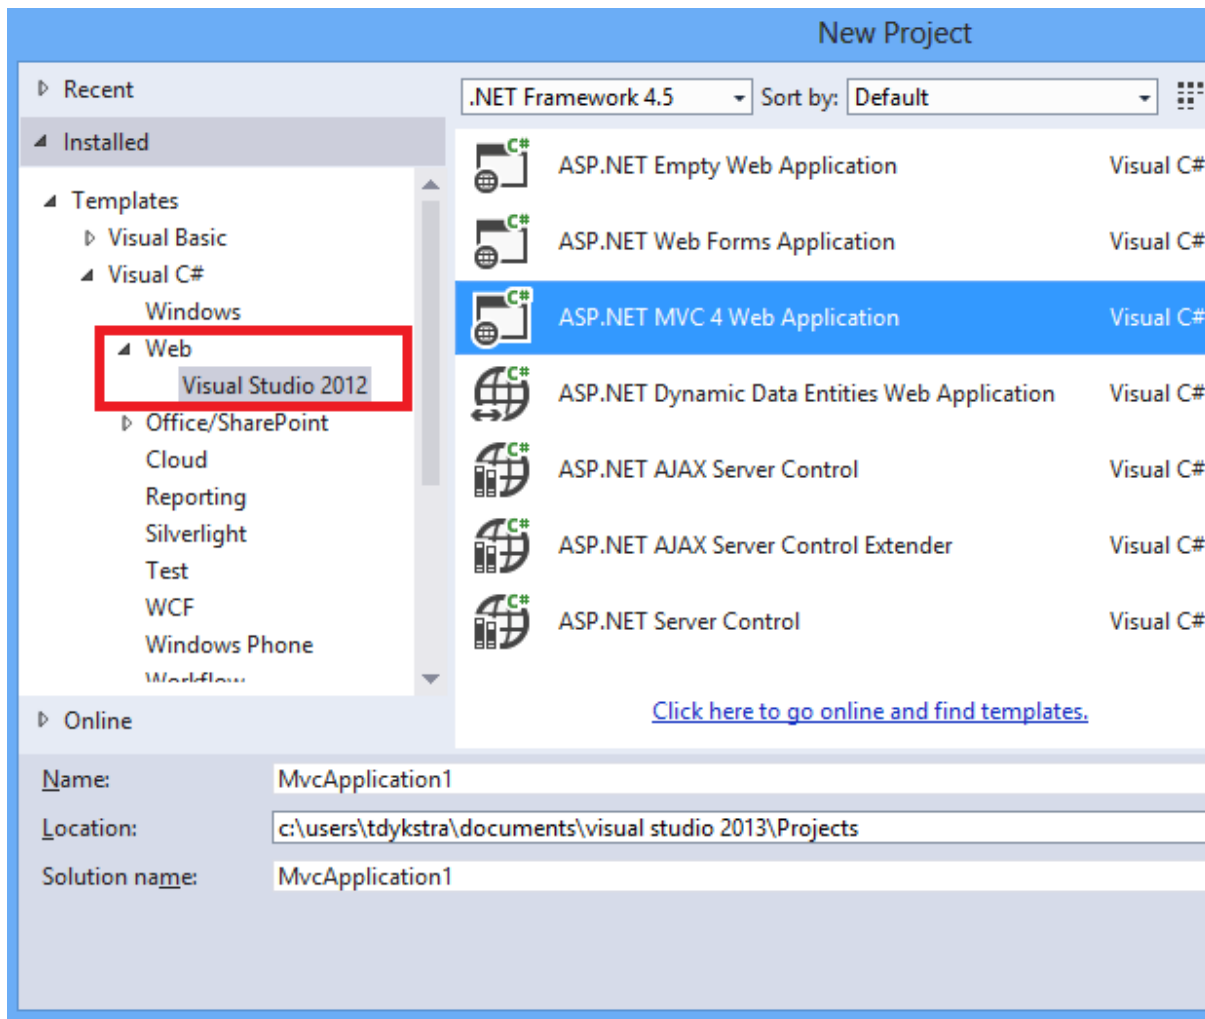 New Project
Recent
Installed
Templates
Visual Basic
Visual C#
Windows
Web
Visual Studio 2012
Office/SharePoint
Cloud
Reporting
Silverlight
Test
WCF
Windows Phone
Workflow
Online
.NET Framework 4.5 Sort by: Default
C# ASP.NET Empty Web Application Visual C#
C# ASP.NET Web Forms Application Visual C#
C# ASP.NET MVC 4 Web Application Visual C#
C# ASP.NET Dynamic Data Entities Web Application Visual C#
C# ASP.NET AJAX Server Control Visual C#
C# ASP.NET AJAX Server Control Extender Visual C#
C# ASP.NET Server Control Visual C#
Click here to go online and find templates.
Name: MvcApplication1
Location: c:\users\tdykstra\documents\visual studio 2013\Projects
Solution name: MvcApplication1